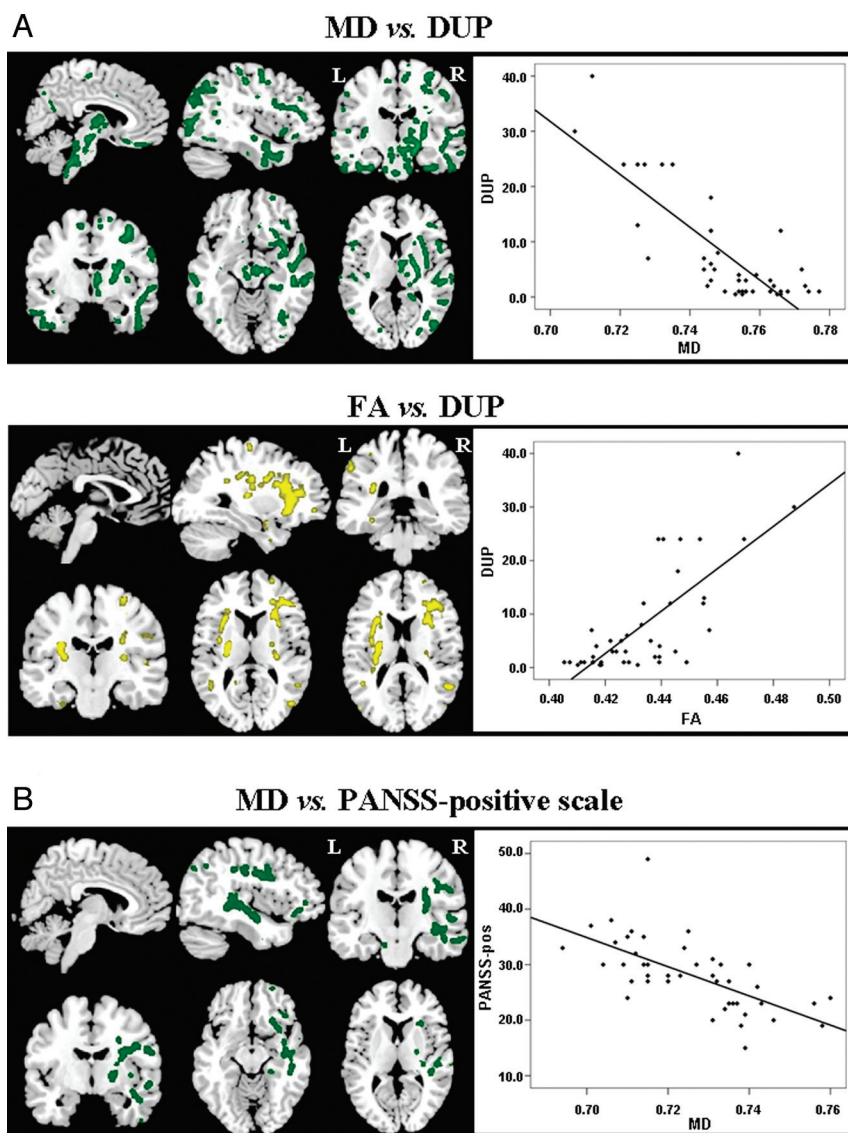 A
MD vs. DUP
L R
DUP
40.0
30.0
20.0
10.0
0.0
0.70 0.72 0.74 0.76 0.78
MD
FA vs. DUP
L R
DUP
40.0
30.0
20.0
10.0
0.0
0.40 0.42 0.44 0.46 0.48 0.50
FA
B
MD vs. PANSS-positive scale
L R
PANSS-pos
50.0
40.0
30.0
20.0
10.0
0.70 0.72 0.74 0.76
MD